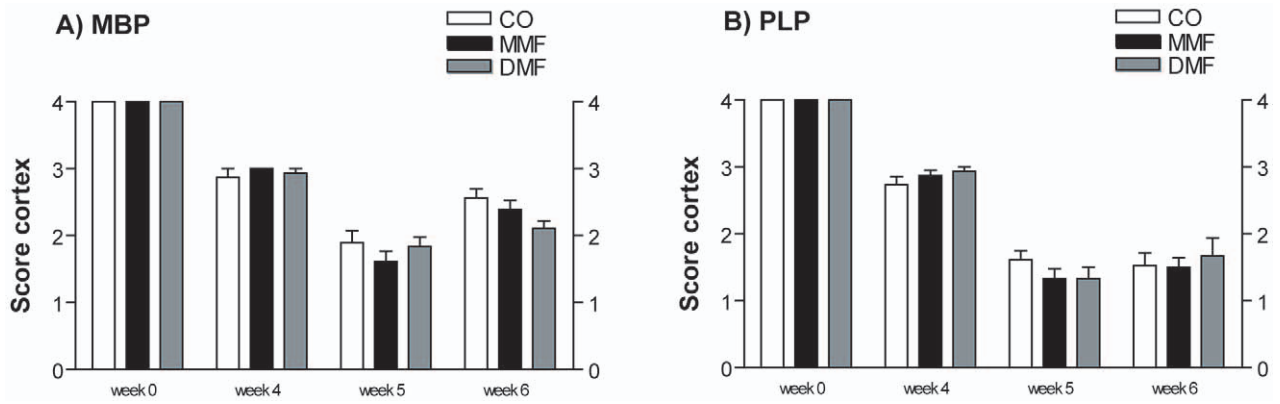 A) MBP
CO
MMF
DMF
Score cortex
4
3
2
1
0
4
3
2
1
0
week 0
week 4
week 5
week 6
B) PLP
CO
MMF
DMF
Score cortex
4
3
2
1
0
4
3
2
1
0
week 0
week 4
week 5
week 6